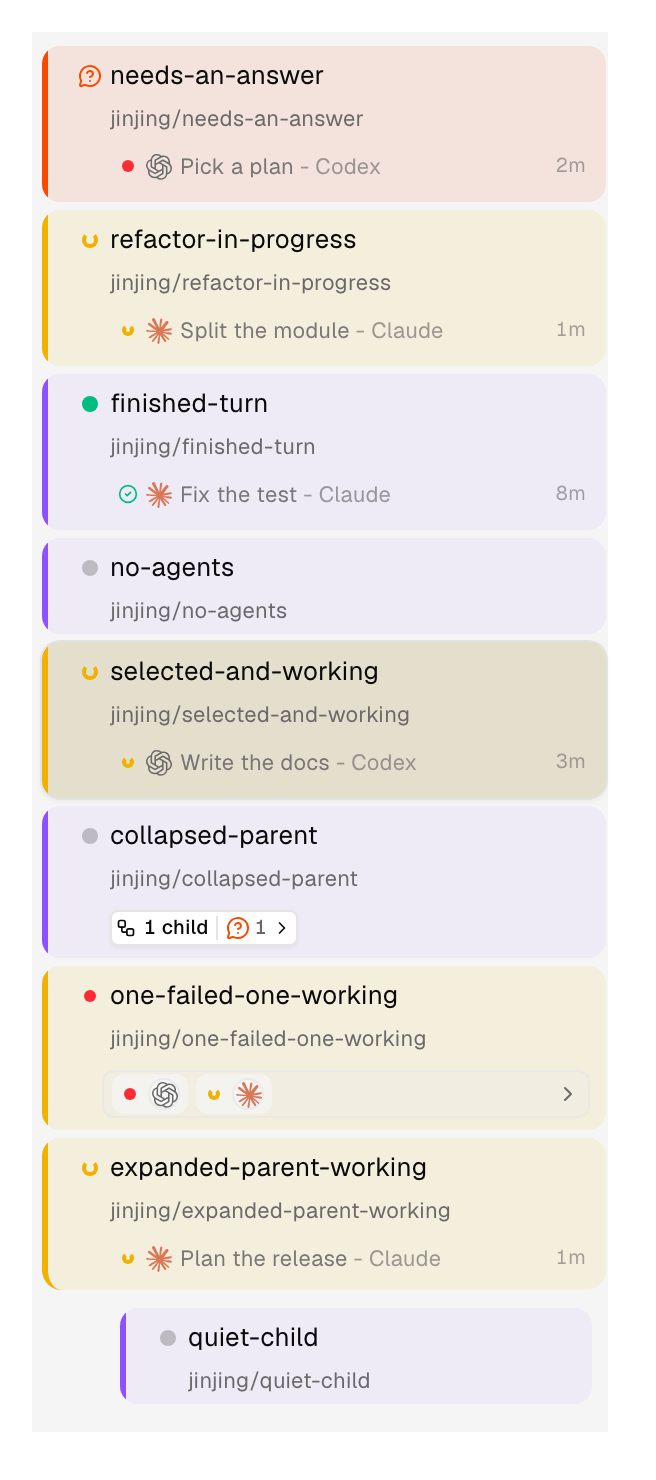 needs-an-answer
jinjing/needs-an-answer
Pick a plan - Codex 2m
refactor-in-progress
jinjing/refactor-in-progress
Split the module - Claude 1m
finished-turn
jinjing/finished-turn
Fix the test - Claude 8m
no-agents
jinjing/no-agents
selected-and-working
jinjing/selected-and-working
Write the docs - Codex 3m
collapsed-parent
jinjing/collapsed-parent
1 child 1
one-failed-one-working
jinjing/one-failed-one-working
expanded-parent-working
jinjing/expanded-parent-working
Plan the release - Claude 1m
quiet-child
jinjing/quiet-child